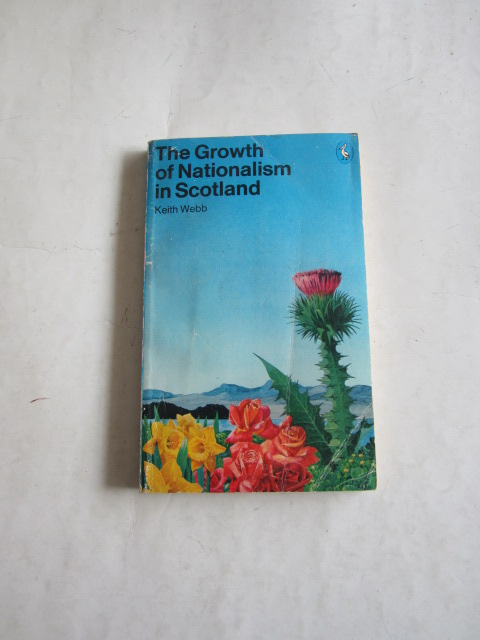 The Growth
of Nationalism
in Scotland
Keith Webb